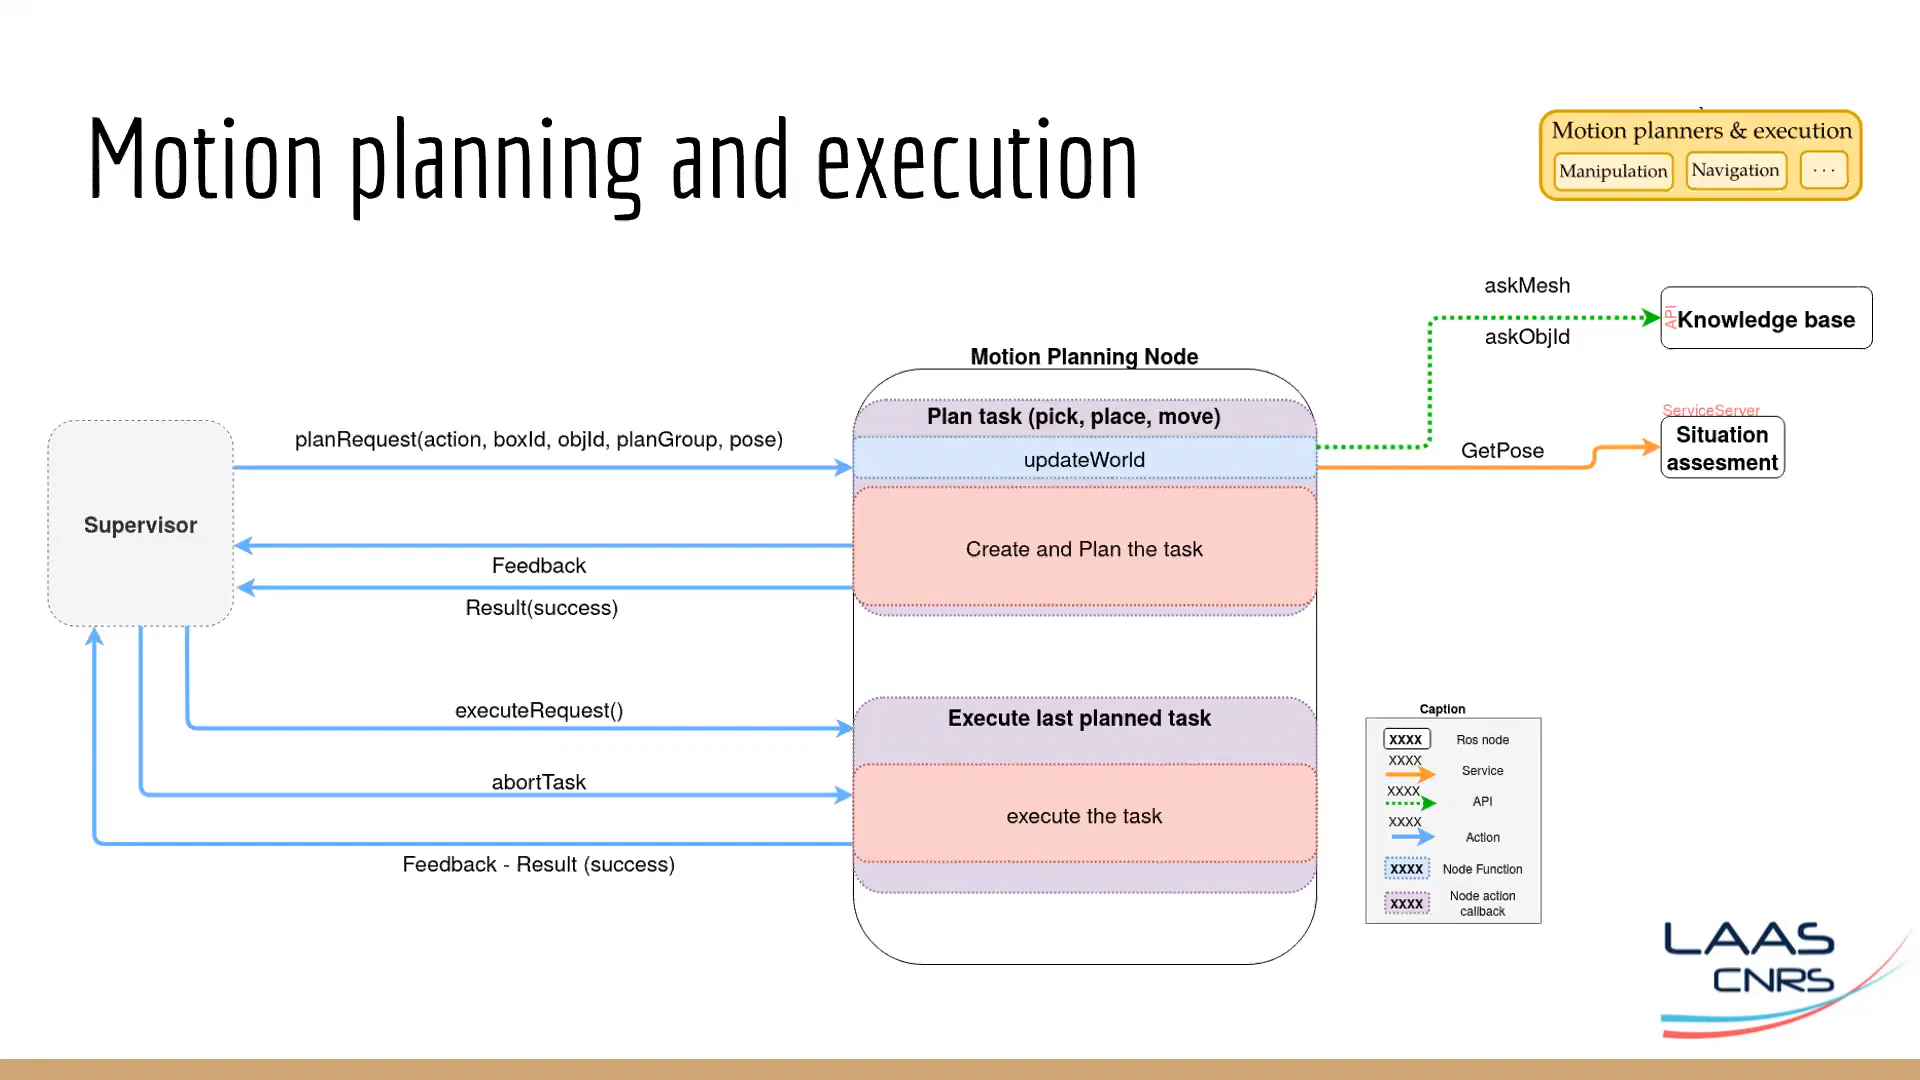 Motion planning and execution
Motion planners & execution
Manipulation
Navigation
...
askMesh
API
Knowledge base
askObjId
Motion Planning Node
Plan task (pick, place, move)
ServiceServer
Situation
assesment
planRequest(action, boxId, objId, planGroup, pose)
updateWorld
GetPose
Supervisor
Create and Plan the task
Feedback
Result(success)
executeRequest()
Execute last planned task
abortTask
execute the task
Feedback - Result (success)
Caption
XXXX
Ros node
XXXX
Service
XXXX
API
XXXX
Action
XXXX
Node Function
XXXX
Node action
callback
LAAS
CNRS